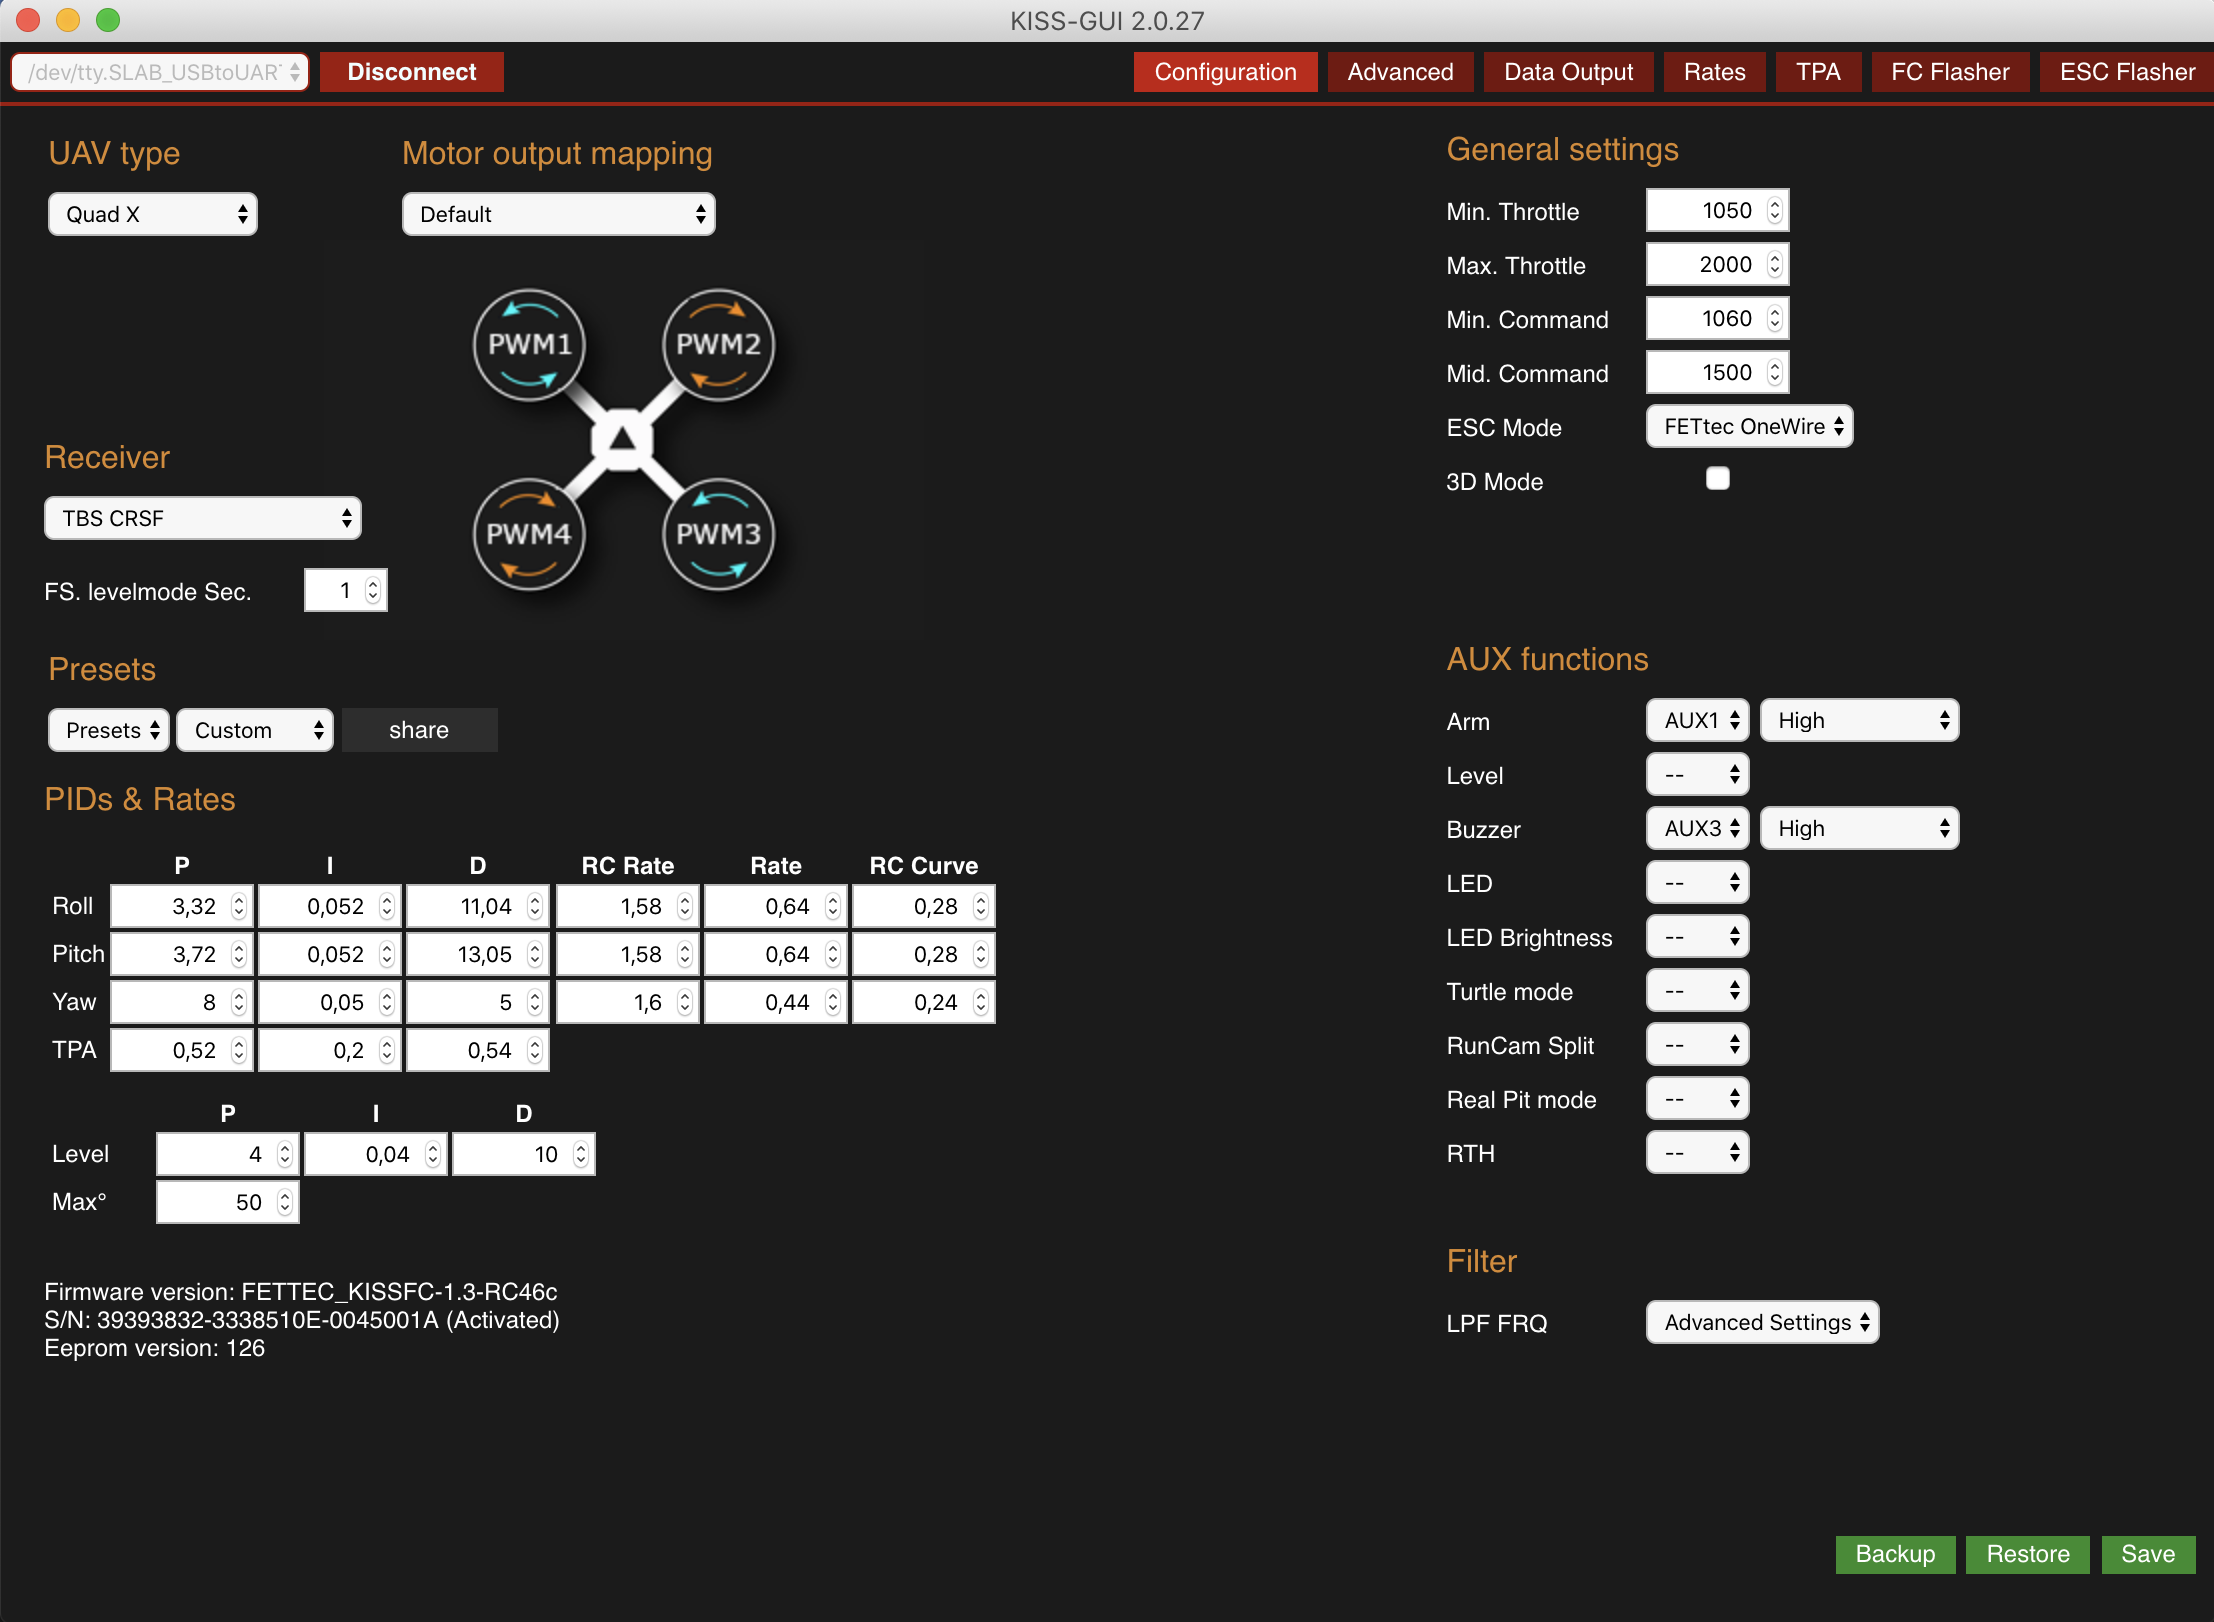 KISS-GUI 2.0.27
/dev/tty.SLAB_USBtoUAR
Disconnect
Configuration
Advanced
Data Output
Rates
TPA
FC Flasher
ESC Flasher
UAV type
Quad X
Motor output mapping
Default
PWM1
PWM2
PWM4
PWM3
Receiver
TBS CRSF
FS. levelmode Sec. 1
Presets
Presets Custom share
PIDs & Rates
P I D RC Rate Rate RC Curve
Roll 3,32 0,052 11,04 1,58 0,64 0,28
Pitch 3,72 0,052 13,05 1,58 0,64 0,28
Yaw 8 0,05 5 1,6 0,44 0,24
TPA 0,52 0,2 0,54
P I D
Level 4 0,04 10
Max° 50
Firmware version: FETTEC_KISSFC-1.3-RC46c
S/N: 39393832-3338510E-0045001A (Activated)
Eeprom version: 126
General settings
Min. Throttle 1050
Max. Throttle 2000
Min. Command 1060
Mid. Command 1500
ESC Mode FETtec OneWire
3D Mode
AUX functions
Arm AUX1 High
Level --
Buzzer AUX3 High
LED --
LED Brightness --
Turtle mode --
RunCam Split --
Real Pit mode --
RTH --
Filter
LPF FRQ Advanced Settings
Backup Restore Save